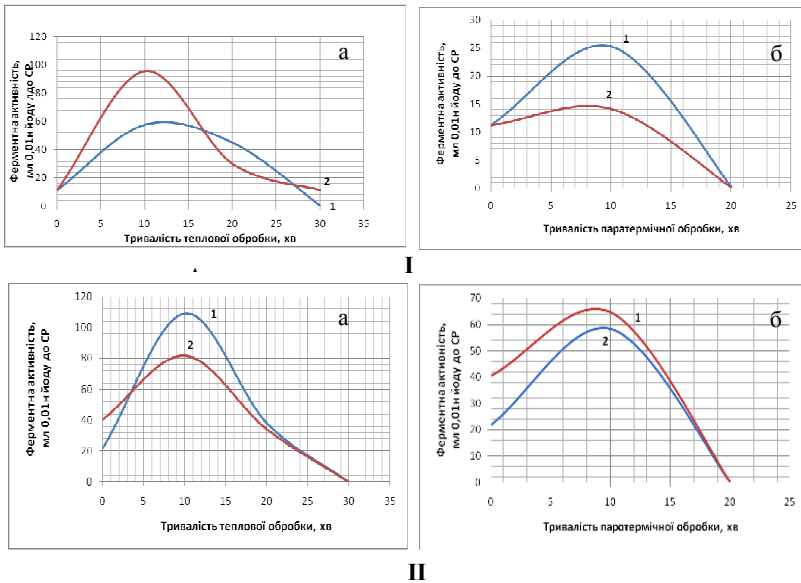 а
Ферментна активність,
мл 0,01н йоду лдо СР
120
100
80
60
40
20
0
0 5 10 15 20 25 30 35
2
1
Тривалість теплової обробки, хв
б
Ферментна активність,
мл 0,01н йоду до СР
30
25
20
15
10
5
0
0 5 10 15 20 25
1
2
Тривалість паратермічної обробки, хв
I
а
Ферментна активність,
мл 0,01н йоду до СР
120
100
80
60
40
20
0
0 5 10 15 20 25 30 35
1
2
Тривалість теплової обробки, хв
б
Ферментна активність,
мл 0,01н йоду до СР
70
60
50
40
30
20
10
0
0 5 10 15 20 25
1
2
Тривалість паротермічної обробки, хв
II